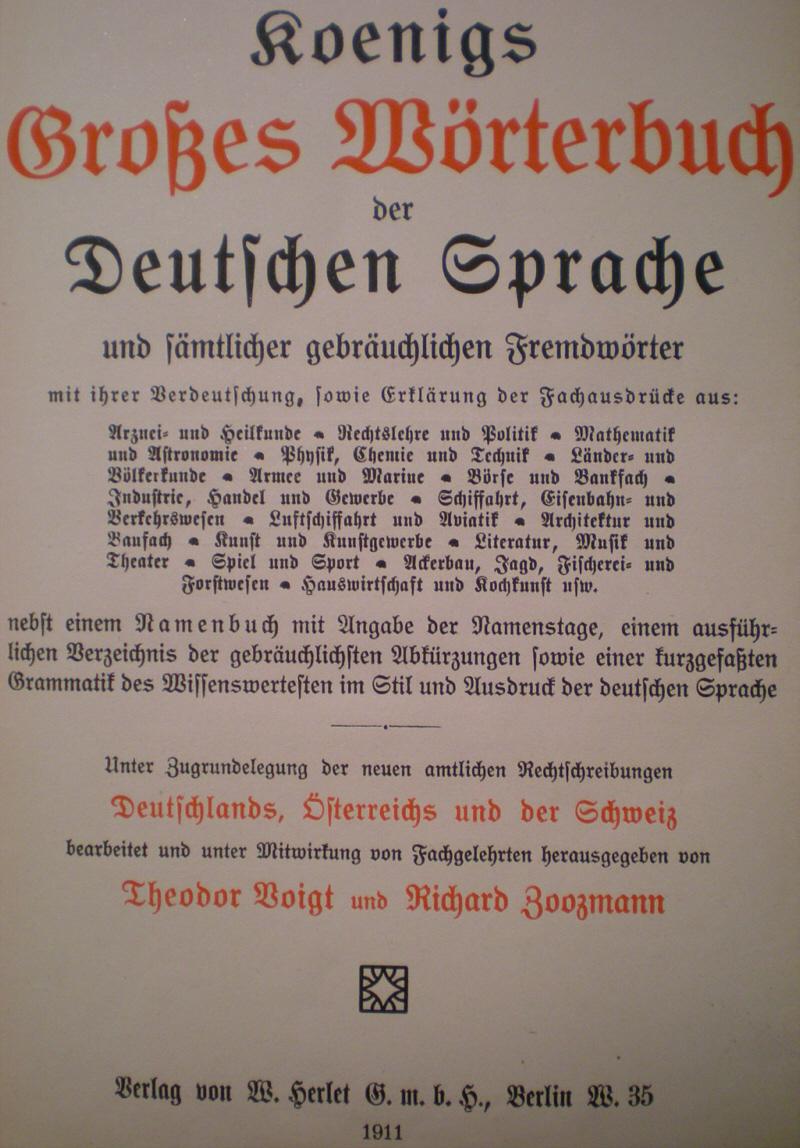 Koenigs
Großes Wörterbuch
der
Deutschen Sprache
und sämtlicher gebräuchlichen Fremdwörter
mit ihrer Verdeutschung, sowie Erklärung der Fachausdrücke aus:
Arznei- und Heilkunde • Rechtslehre und Politik • Mathematik
und Astronomie • Physik, Chemie und Technik • Länder- und
Völkerkunde • Armee und Marine • Börse und Bankfach •
Industrie, Handel und Gewerbe • Schiffahrt, Eisenbahn- und
Verkehrswesen • Luftschiffahrt und Aviatik • Architektur und
Baufach • Kunst und Kunstgewerbe • Literatur, Musik und
Theater • Spiel und Sport • Ackerbau, Jagd, Fischerei- und
Forstwesen • Hauswirtschaft und Kochkunst usw.
nebst einem Namenbuch mit Angabe der Namenstage, einem ausführ-
lichen Verzeichnis der gebräuchlichsten Abkürzungen sowie einer kurzgefaßten
Grammatik des Wissenswertesten im Stil und Ausdruck der deutschen Sprache
Unter Zugrundelegung der neuen amtlichen Rechtschreibungen
Deutschlands, Österreichs und der Schweiz
bearbeitet und unter Mitwirkung von Fachgelehrten herausgegeben von
Theodor Voigt und Richard Zoozmann
Verlag von W. Herlet G. m. b. H., Berlin W. 35
1911